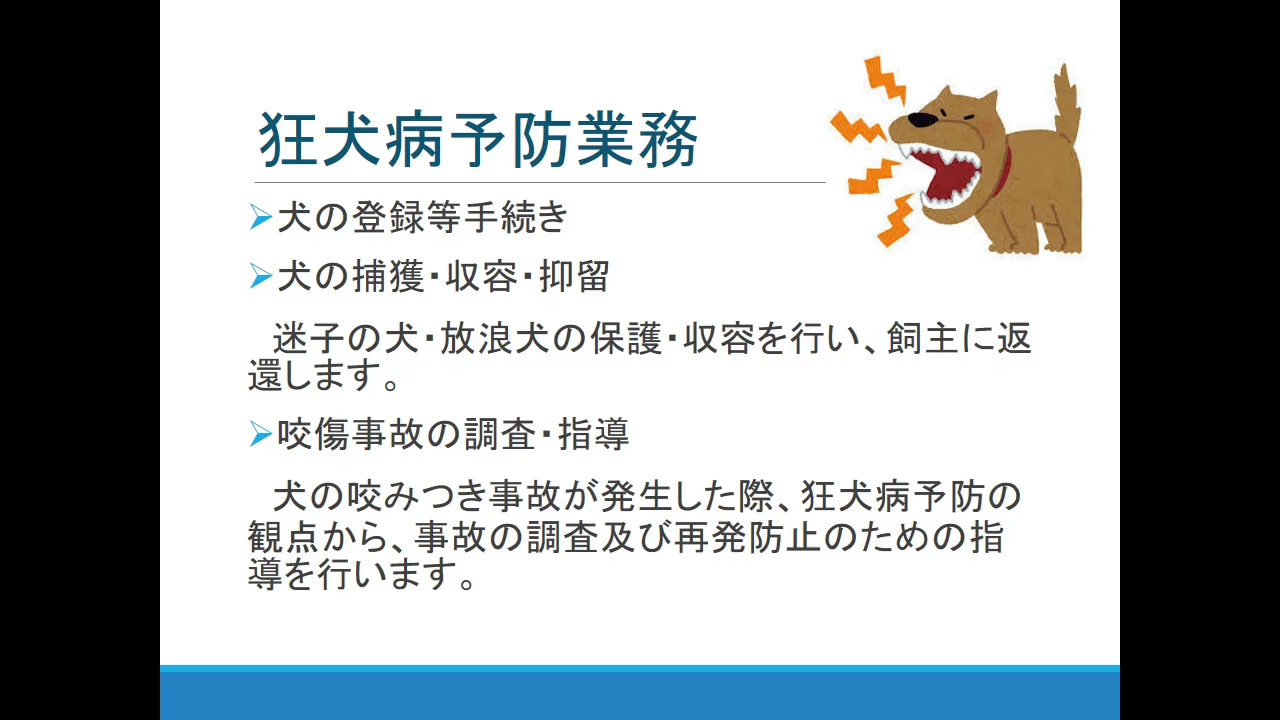 狂犬病予防業務
➢犬の登録等手続き
➢犬の捕獲・収容・抑留
迷子の犬・放浪犬の保護・収容を行い、飼主に返
還します。
➢咬傷事故の調査・指導
犬の咬みつき事故が発生した際、狂犬病予防の
観点から、事故の調査及び再発防止のための指
導を行います。